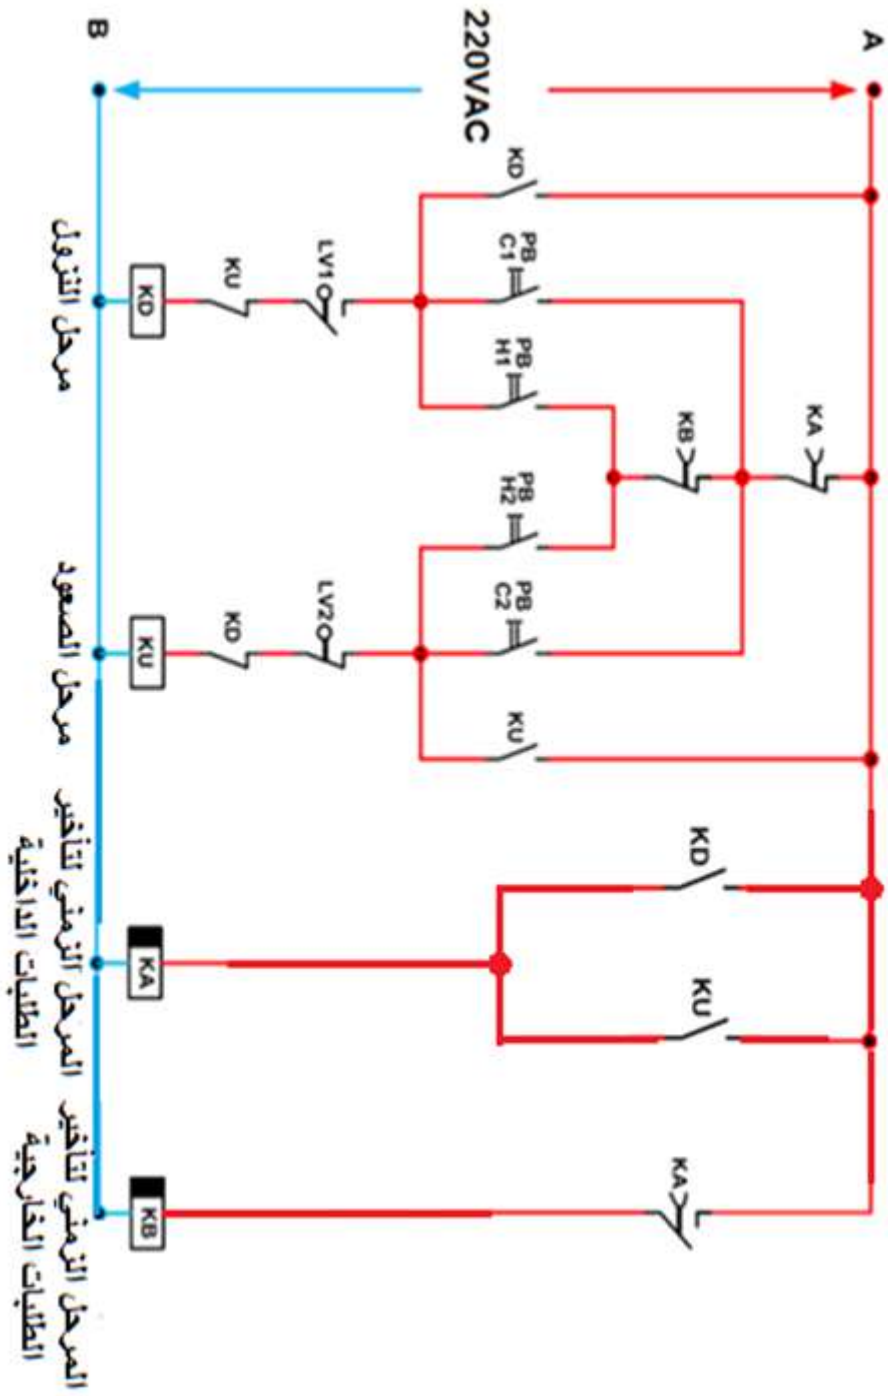 A
KA
KD
KU
KB
KA
KD
PB
C1
PB
H1
PB
H2
PB
C2
KU
220VAC
LV1
LV2
KU
KD
KD
KU
KA
KB
B
مرحل النزول
مرحل الصعود
المرحل الزمني لتأخير
الطلبات الداخلية
المرحل الزمني لتأخير
الطلبات الخارجية